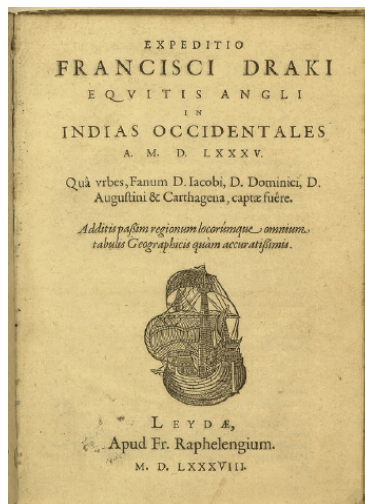 EXPEDITIO
FRANCISCI DRAKI
EQVITIS ANGLI
IN
INDIAS OCCIDENTALES
A. M. D. LXXXV.
Quà vrbes, Fanum D. Iacobi, D. Dominici, D.
Augustini & Carthagena, captæ fuêre.
Additis paßim regionum locorúmque omnium
tabulis Geographicis quàm accuratißimis.
LEYDÆ,
Apud Fr. Raphelengium.
M. D. LXXXVIII.